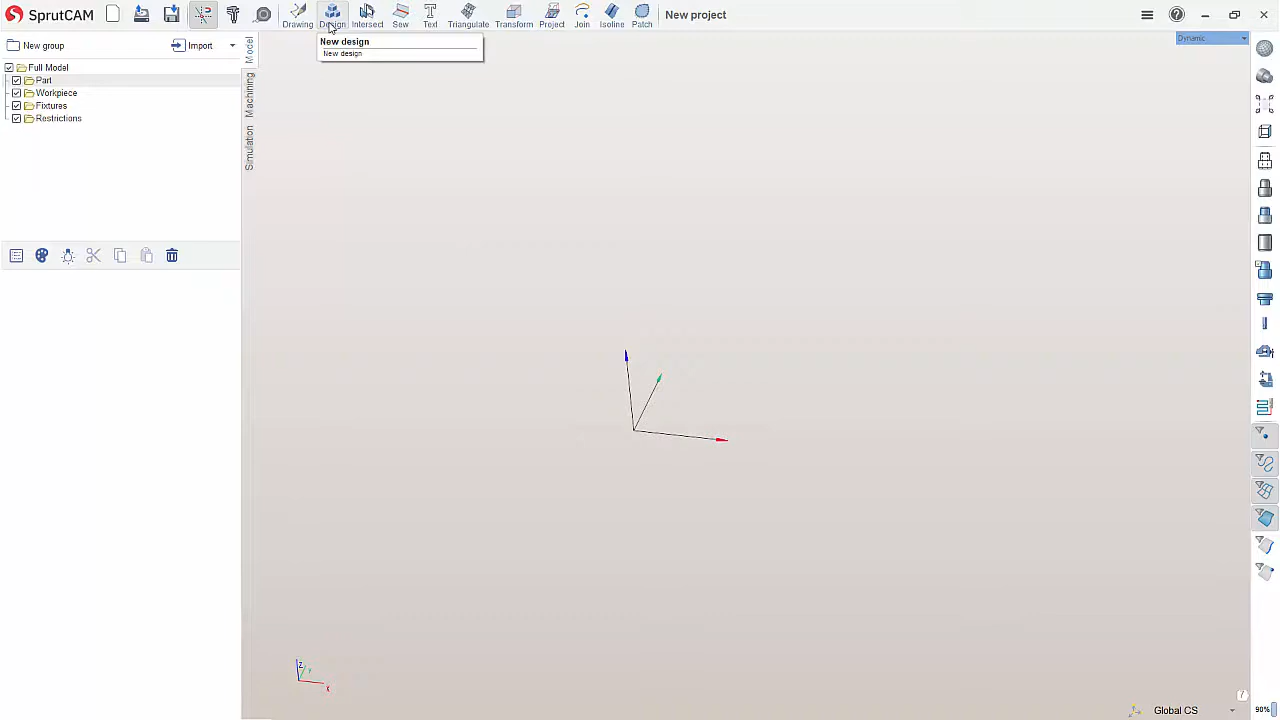 SprutCAM
Drawing Design Intersect Sew Text Triangulate Transform Project Join Isoline Patch
New project
New design
New design
New group
Import
Full Model
Part
Workpiece
Fixtures
Restrictions
Model
Machining
Simulation
Dynamic
Z
Y
X
Global CS
90%